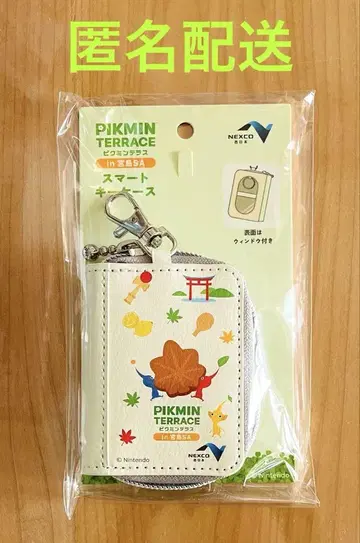 匿名配送
PIKMIN
TERRACE
ピクミンテラス
in 宮島SA
スマート
キーケース
NEXCO
西日本
表面は
ウィンドウ付き
PIKMIN
TERRACE
ピクミンテラス
in 宮島SA
© Nintendo
NEXCO
西日本